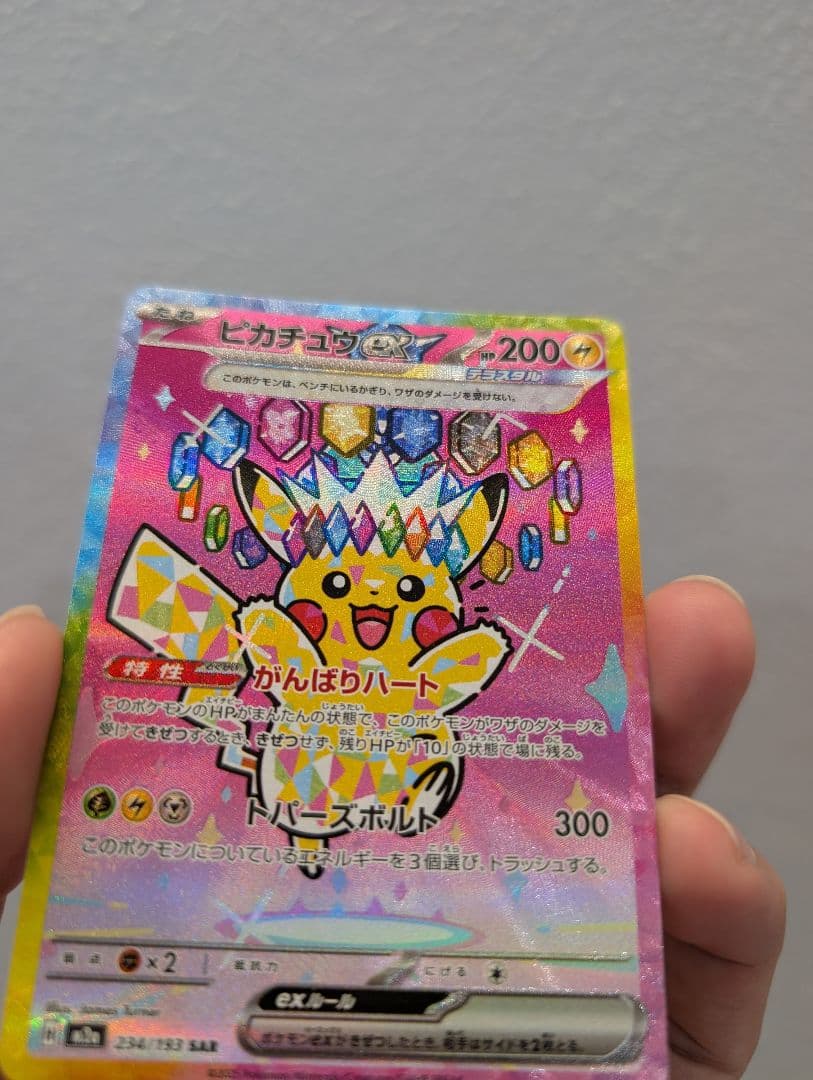 たね ピカチュウex HP200
テラスタル
このポケモンは、ベンチにいるかぎり、ワザのダメージを受けない。
特性 がんばりハート
このポケモンのHPがまんたんの状態で、このポケモンがワザのダメージを
受けてきぜつするとき、きぜつせず、残りHPが「10」の状態で場に残る。
トパーズボルト 300
このポケモンについているエネルギーを3個選び、トラッシュする。
弱点 ×2 抵抗力 にげる
exルール
ポケモンexがきぜつしたとき、相手はサイドを2枚とる。
234/193 SAR